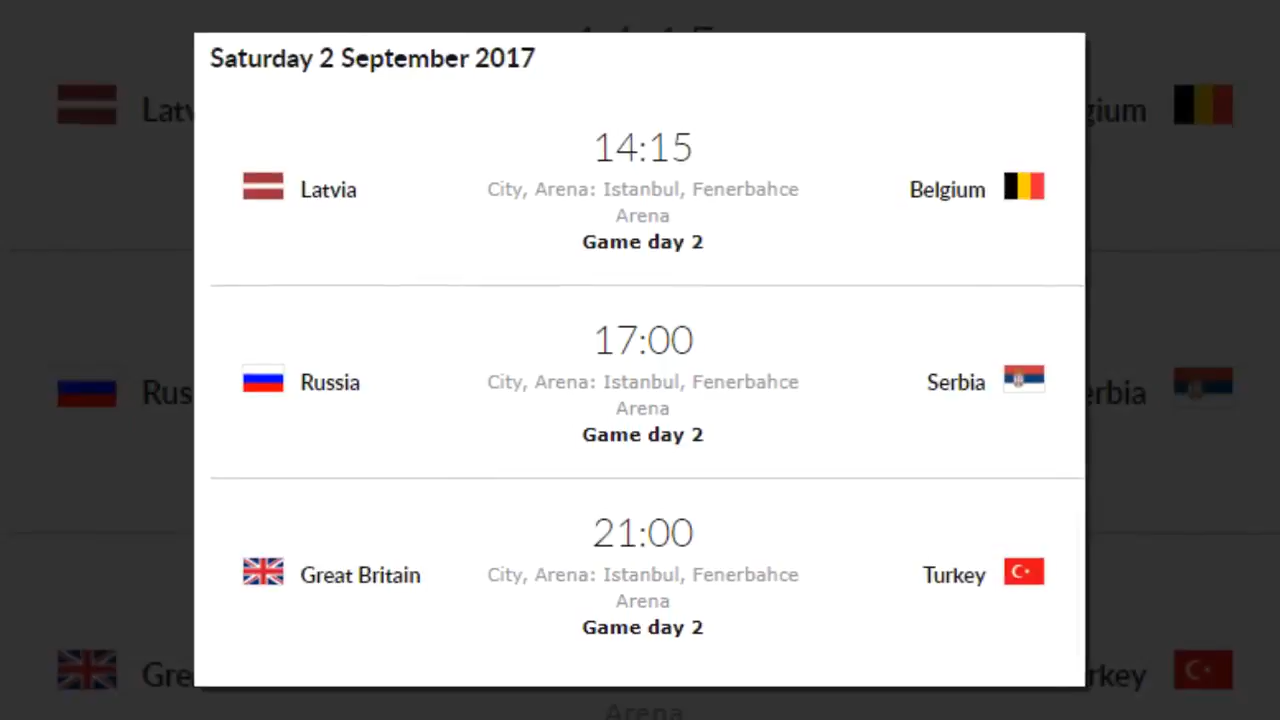 Saturday 2 September 2017
14:15
Latvia
City, Arena: Istanbul, Fenerbahce
Arena
Belgium
Game day 2
17:00
Russia
City, Arena: Istanbul, Fenerbahce
Arena
Serbia
Game day 2
21:00
Great Britain
City, Arena: Istanbul, Fenerbahce
Arena
Turkey
Game day 2
Arena